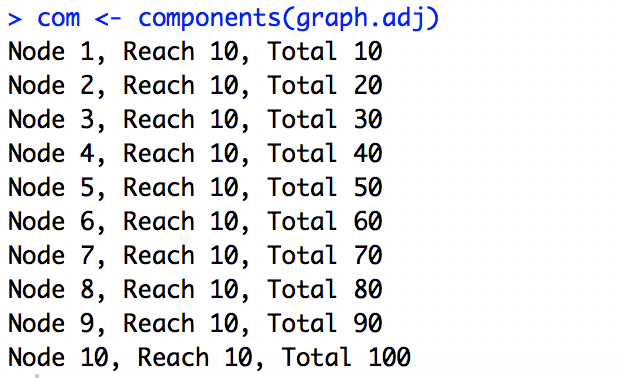 > com <- components(graph.adj)
Node 1, Reach 10, Total 10
Node 2, Reach 10, Total 20
Node 3, Reach 10, Total 30
Node 4, Reach 10, Total 40
Node 5, Reach 10, Total 50
Node 6, Reach 10, Total 60
Node 7, Reach 10, Total 70
Node 8, Reach 10, Total 80
Node 9, Reach 10, Total 90
Node 10, Reach 10, Total 100